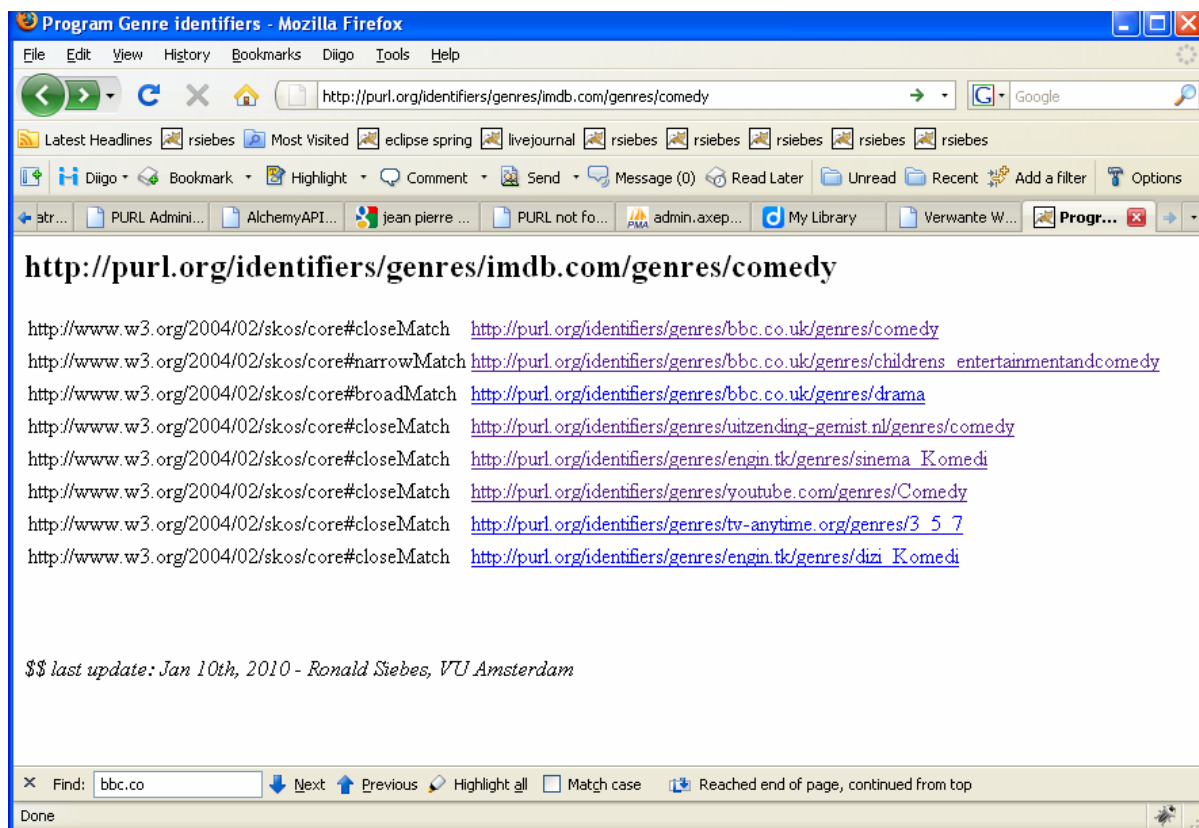 Program Genre identifiers - Mozilla Firefox
File Edit View History Bookmarks Diigo Tools Help
http://purl.org/identifiers/genres/imdb.com/genres/comedy G Google
Latest Headlines rsiebes Most Visited eclipse spring livejournal rsiebes rsiebes rsiebes rsiebes rsiebes
Diigo Bookmark Highlight Comment Send Message (0) Read Later Unread Recent Add a filter Options
atr... PURL Admini... AlchemyAPI... jean pierre ... PURL not fo... PMA admin.axep... d My Library Verwante W... Progr...
http://purl.org/identifiers/genres/imdb.com/genres/comedy
http://www.w3.org/2004/02/skos/core#closeMatch http://purl.org/identifiers/genres/bbc.co.uk/genres/comedy
http://www.w3.org/2004/02/skos/core#narrowMatch http://purl.org/identifiers/genres/bbc.co.uk/genres/childrens_entertainmentandcomedy
http://www.w3.org/2004/02/skos/core#broadMatch http://purl.org/identifiers/genres/bbc.co.uk/genres/drama
http://www.w3.org/2004/02/skos/core#closeMatch http://purl.org/identifiers/genres/uitzending-gemist.nl/genres/comedy
http://www.w3.org/2004/02/skos/core#closeMatch http://purl.org/identifiers/genres/engin.tk/genres/sinema_Komedi
http://www.w3.org/2004/02/skos/core#closeMatch http://purl.org/identifiers/genres/youtube.com/genres/Comedy
http://www.w3.org/2004/02/skos/core#closeMatch http://purl.org/identifiers/genres/tv-anytime.org/genres/3_5_7
http://www.w3.org/2004/02/skos/core#closeMatch http://purl.org/identifiers/genres/engin.tk/genres/dizi_Komedi
$$ last update: Jan 10th, 2010 - Ronald Siebes, VU Amsterdam
Find: bbc.co Next Previous Highlight all Match case Reached end of page, continued from top
Done